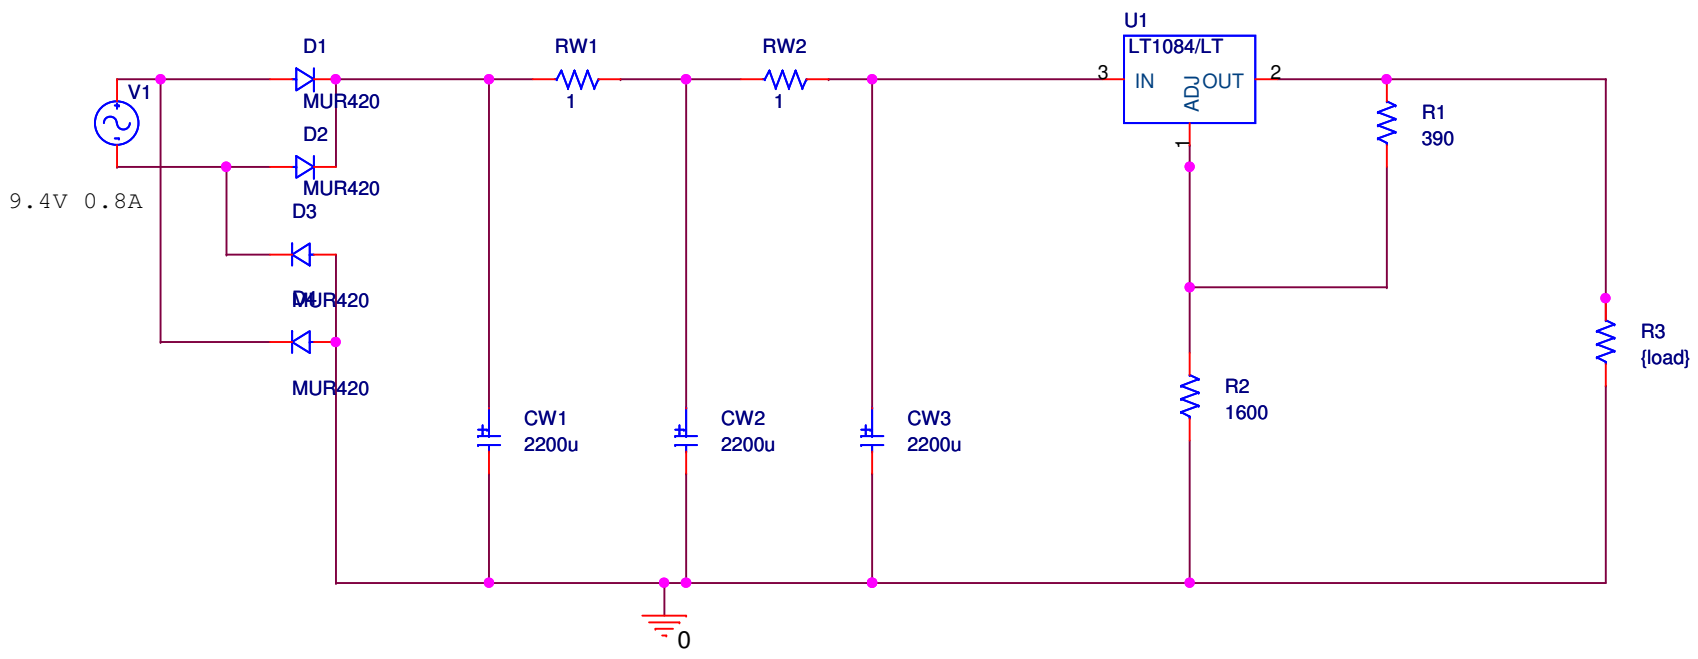 U1
D1
RW1
RW2
LT1084/LT
3
IN
ADJ
OUT
2
V1
MUR420
1
1
R1
390
D2
1
MUR420
9.4V 0.8A
D3
D4
MUR420
R3
{load}
MUR420
R2
1600
CW1
2200u
CW2
2200u
CW3
2200u
0